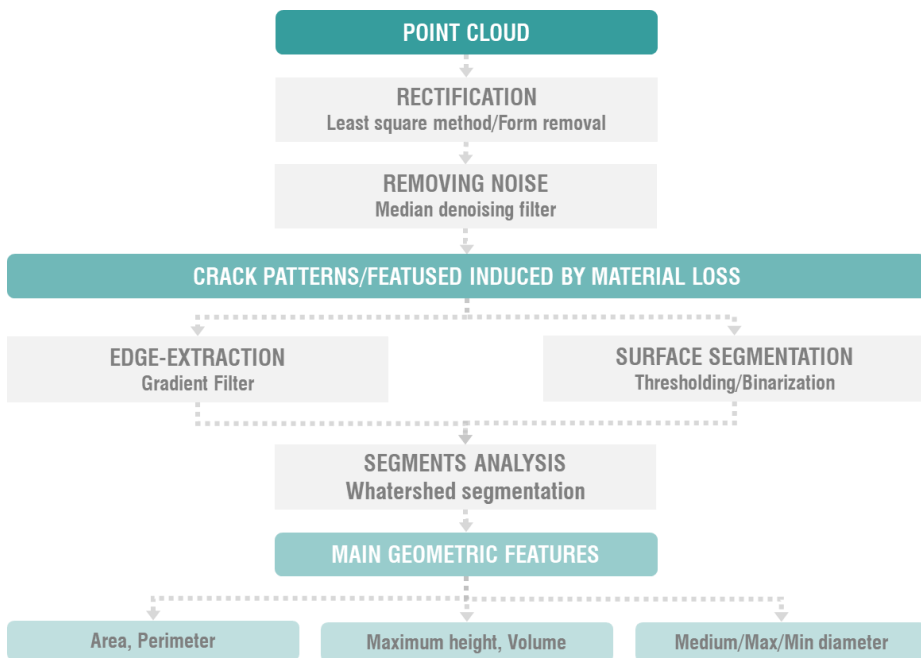 POINT CLOUD
RECTIFICATION
Least square method/Form removal
REMOVING NOISE
Median denoising filter
CRACK PATTERNS/FEATUSED INDUCED BY MATERIAL LOSS
EDGE-EXTRACTION
Gradient Filter
SURFACE SEGMENTATION
Thresholding/Binarization
SEGMENTS ANALYSIS
Whatershed segmentation
MAIN GEOMETRIC FEATURES
Area, Perimeter
Maximum height, Volume
Medium/Max/Min diameter